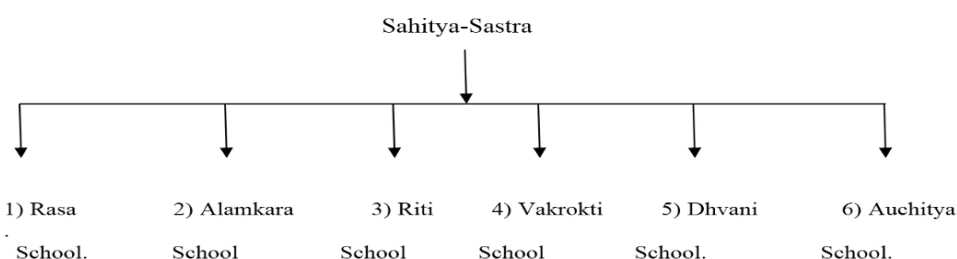 Sahitya-Sastra
1) Rasa 2) Alamkara 3) Riti 4) Vakrokti 5) Dhvani 6) Auchitya
.
School. School School School School. School.